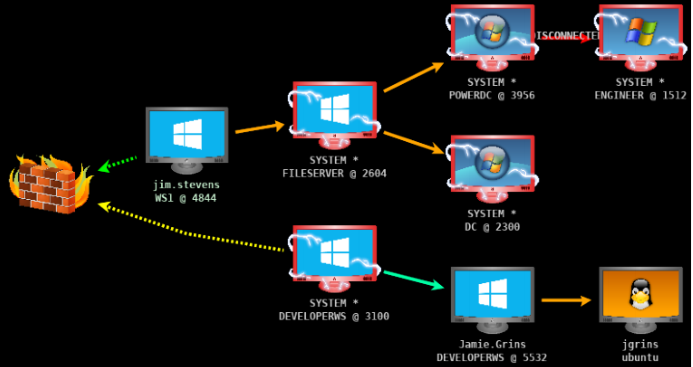 DISCONNECTED
SYSTEM *
POWERDC @ 3956
SYSTEM *
ENGINEER @ 1512
jim.stevens
WS1 @ 4844
SYSTEM *
FILESERVER @ 2604
SYSTEM *
DC @ 2300
SYSTEM *
DEVELOPERWS @ 3100
Jamie.Grins
DEVELOPERWS @ 5532
jgrins
ubuntu